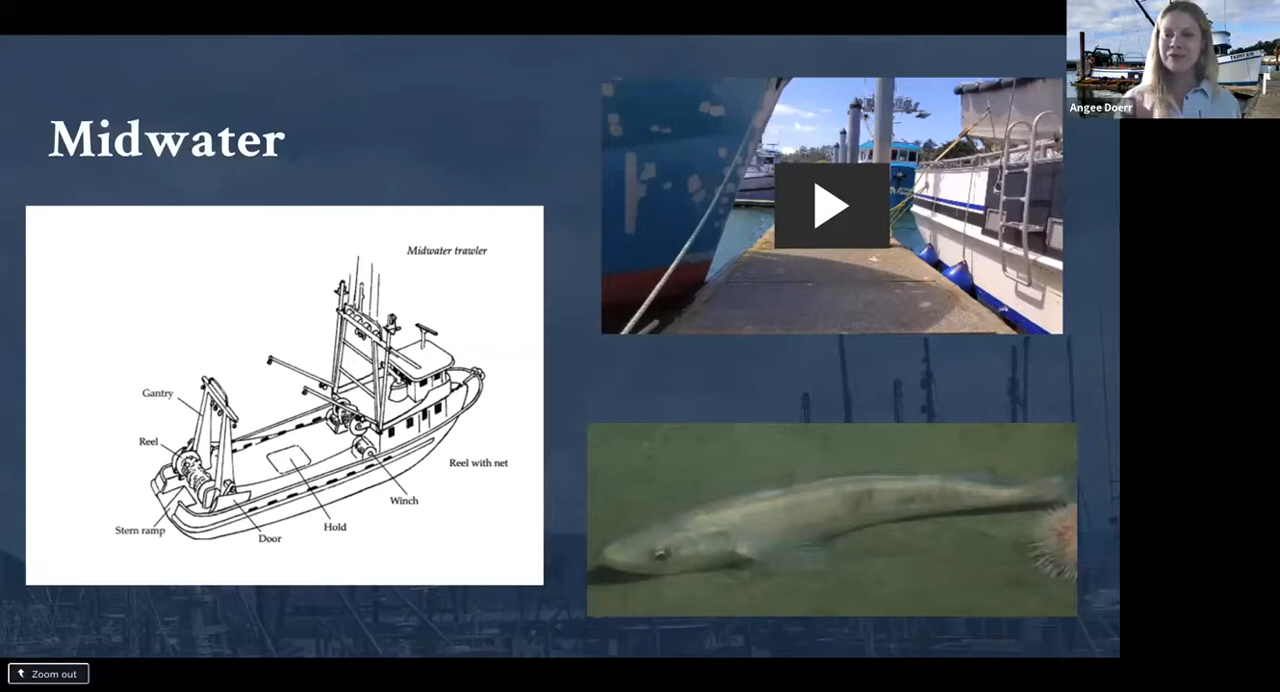 Midwater
Midwater trawler
Gantry
Reel
Reel with net
Winch
Hold
Stern ramp
Door
Angee Doerr
Zoom out